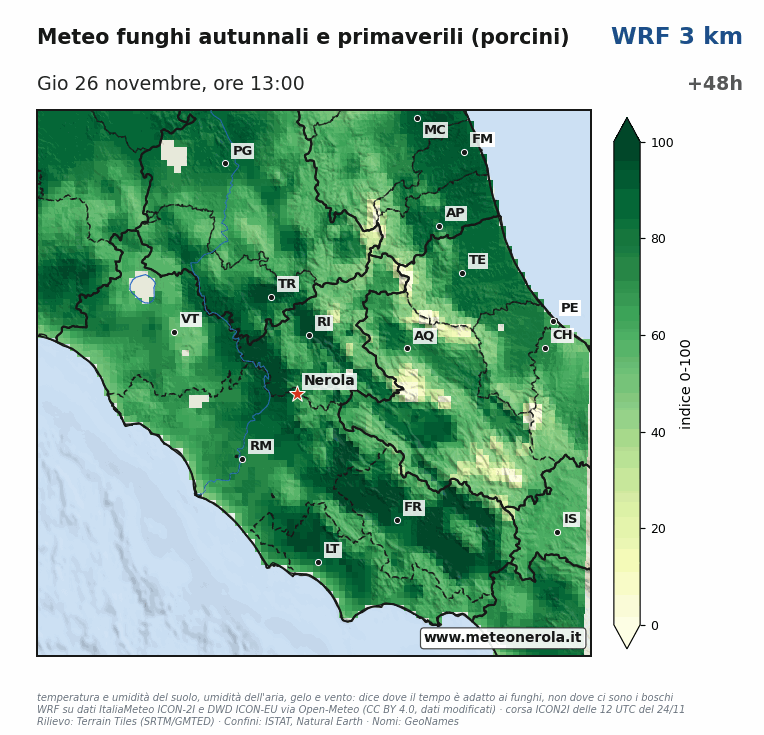 Meteo funghi autunnali e primaverili (porcini) WRF 3 km
Gio 26 novembre, ore 13:00 +48h
MC
FM
PG
AP
TE
TR
PE
VT
RI
AQ
CH
Nerola
RM
FR
IS
LT
www.meteonerola.it
100
80
60
40
20
0
indice 0-100
temperatura e umidità del suolo, umidità dell'aria, gelo e vento: dice dove il tempo è adatto ai funghi, non dove ci sono i boschi
WRF su dati ItaliaMeteo ICON-2I e DWD ICON-EU via Open-Meteo (CC BY 4.0, dati modificati) · corsa ICON2I delle 12 UTC del 24/11
Rilievo: Terrain Tiles (SRTM/GMTED) · Confini: ISTAT, Natural Earth · Nomi: GeoNames